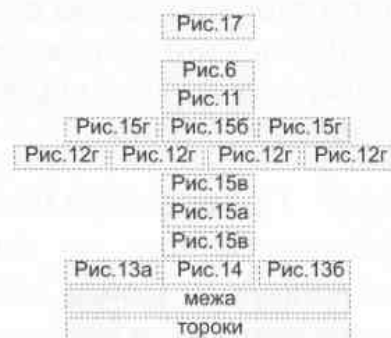 Рис.17
Рис.6
Рис.11
Рис.15г Рис.15б Рис.15г
Рис.12г Рис.12г Рис.12г Рис.12г
Рис.15в
Рис.15а
Рис.15в
Рис.13а Рис.14 Рис.13б
межа
тороки